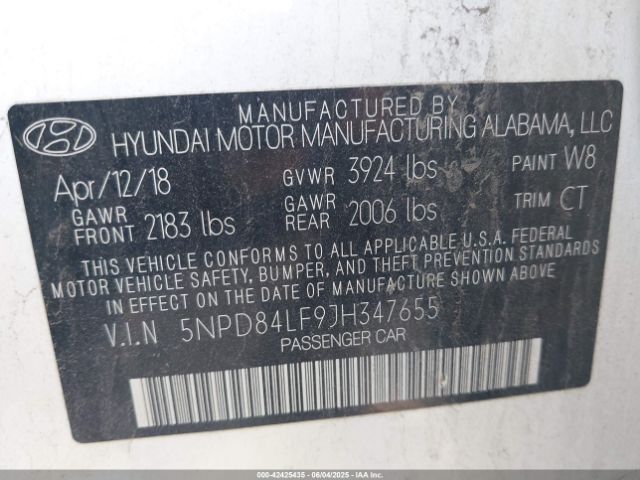 MANUFACTURED BY
HYUNDAI MOTOR MANUFACTURING ALABAMA, LLC
Apr/12/18 GVWR 3924 lbs PAINT W8
GAWR FRONT 2183 lbs GAWR REAR 2006 lbs TRIM CT
THIS VEHICLE CONFORMS TO ALL APPLICABLE U.S.A. FEDERAL
MOTOR VEHICLE SAFETY, BUMPER, AND THEFT PREVENTION STANDARDS
IN EFFECT ON THE DATE OF MANUFACTURE SHOWN ABOVE
V.I.N 5NPD84LF9JH347655
PASSENGER CAR
000-42425435 - 06/04/2025 - IAAI.COM